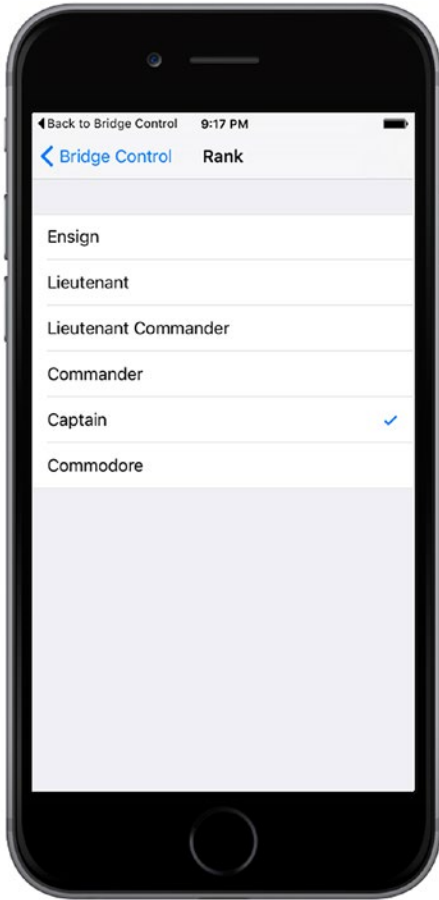 Back to Bridge Control 9:17 PM
Bridge Control Rank
Ensign
Lieutenant
Lieutenant Commander
Commander
Captain
Commodore